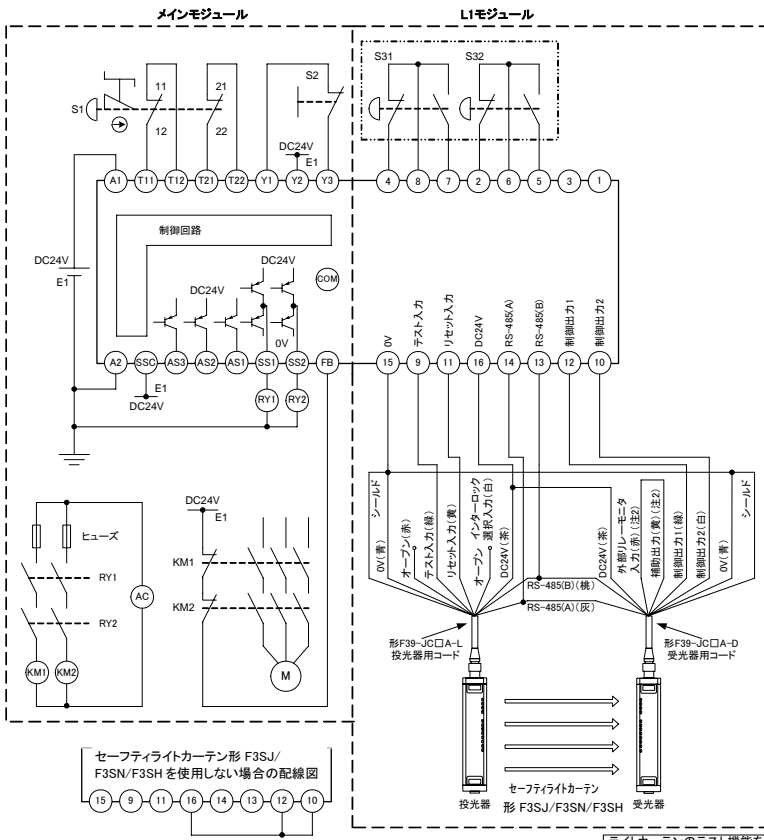 メインモジュール
L1モジュール
S1
11
12
21
22
S2
DC24V
E1
S31
S32
A1
T11
T12
T21
T22
Y1
Y2
Y3
4
8
7
2
6
5
3
1
制御回路
DC24V
E1
DC24V
DC24V
DC24V
0V
COM
0V
テスト入力
リセット入力
DC24V
RS-485(A)
RS-485(B)
制御出力1
制御出力2
A2
SSC
AS3
AS2
AS1
SS1
SS2
FB
15
9
11
16
14
13
12
10
E1
DC24V
RY1
RY2
ヒューズ
RY1
RY2
AC
KM1
KM2
DC24V
E1
KM1
KM2
M
シールド
0V(青)
オープン(赤)
テスト入力(緑)
リセット入力(黄)
オープン
インターロック
選択入力(白)
DC24V(茶)
RS-485(B)(桃)
RS-485(A)(灰)
DC24V(茶)
外部リレーモニタ
入力(赤)(注2)
補助出力(黄)(注2)
制御出力1(緑)
制御出力2(白)
0V(青)
シールド
形F39-JC□A-L
投光器用コード
形F39-JC□A-D
受光器用コード
投光器
セーフティライトカーテン
形 F3SJ/F3SN/F3SH
受光器
セーフティライトカーテン形 F3SJ/
F3SN/F3SH を使用しない場合の配線図
15
9
11
16
14
13
12
10